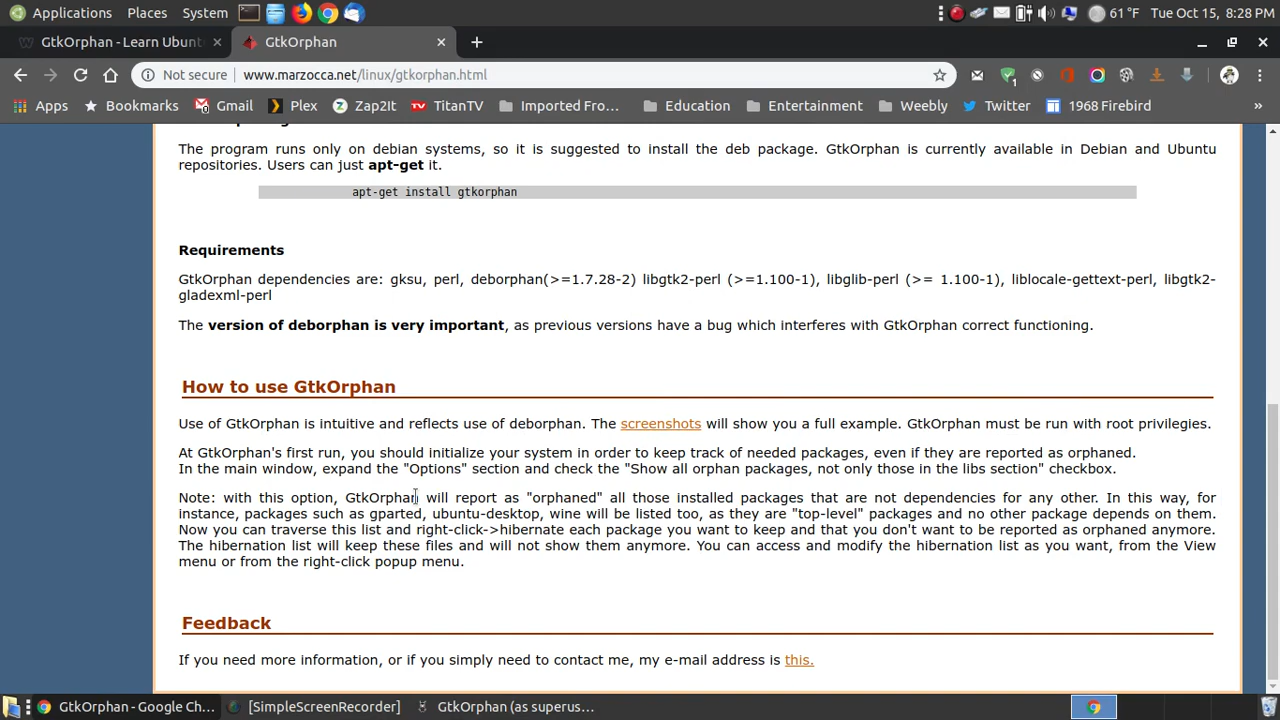 Applications Places System 61 °F Tue Oct 15, 8:28 PM
GtkOrphan - Learn Ubunt GtkOrphan
Not secure www.marzocca.net/linux/gtkorphan.html
Apps Bookmarks Gmail Plex Zap2It TitanTV Imported Fro... Education Entertainment Weebly Twitter 1968 Firebird »
The program runs only on debian systems, so it is suggested to install the deb package. GtkOrphan is currently available in Debian and Ubuntu
repositories. Users can just apt-get it.
apt-get install gtkorphan
Requirements
GtkOrphan dependencies are: gksu, perl, deborphan(>=1.7.28-2) libgtk2-perl (>=1.100-1), libglib-perl (>= 1.100-1), liblocale-gettext-perl, libgtk2-
gladexml-perl
The version of deborphan is very important, as previous versions have a bug which interferes with GtkOrphan correct functioning.
How to use GtkOrphan
Use of GtkOrphan is intuitive and reflects use of deborphan. The screenshots will show you a full example. GtkOrphan must be run with root privilegies.
At GtkOrphan's first run, you should initialize your system in order to keep track of needed packages, even if they are reported as orphaned.
In the main window, expand the "Options" section and check the "Show all orphan packages, not only those in the libs section" checkbox.
Note: with this option, GtkOrphan will report as "orphaned" all those installed packages that are not dependencies for any other. In this way, for
instance, packages such as gparted, ubuntu-desktop, wine will be listed too, as they are "top-level" packages and no other package depends on them.
Now you can traverse this list and right-click->hibernate each package you want to keep and that you don't want to be reported as orphaned anymore.
The hibernation list will keep these files and will not show them anymore. You can access and modify the hibernation list as you want, from the View
menu or from the right-click popup menu.
Feedback
If you need more information, or if you simply need to contact me, my e-mail address is this.
GtkOrphan - Google Ch... [SimpleScreenRecorder] GtkOrphan (as superus...